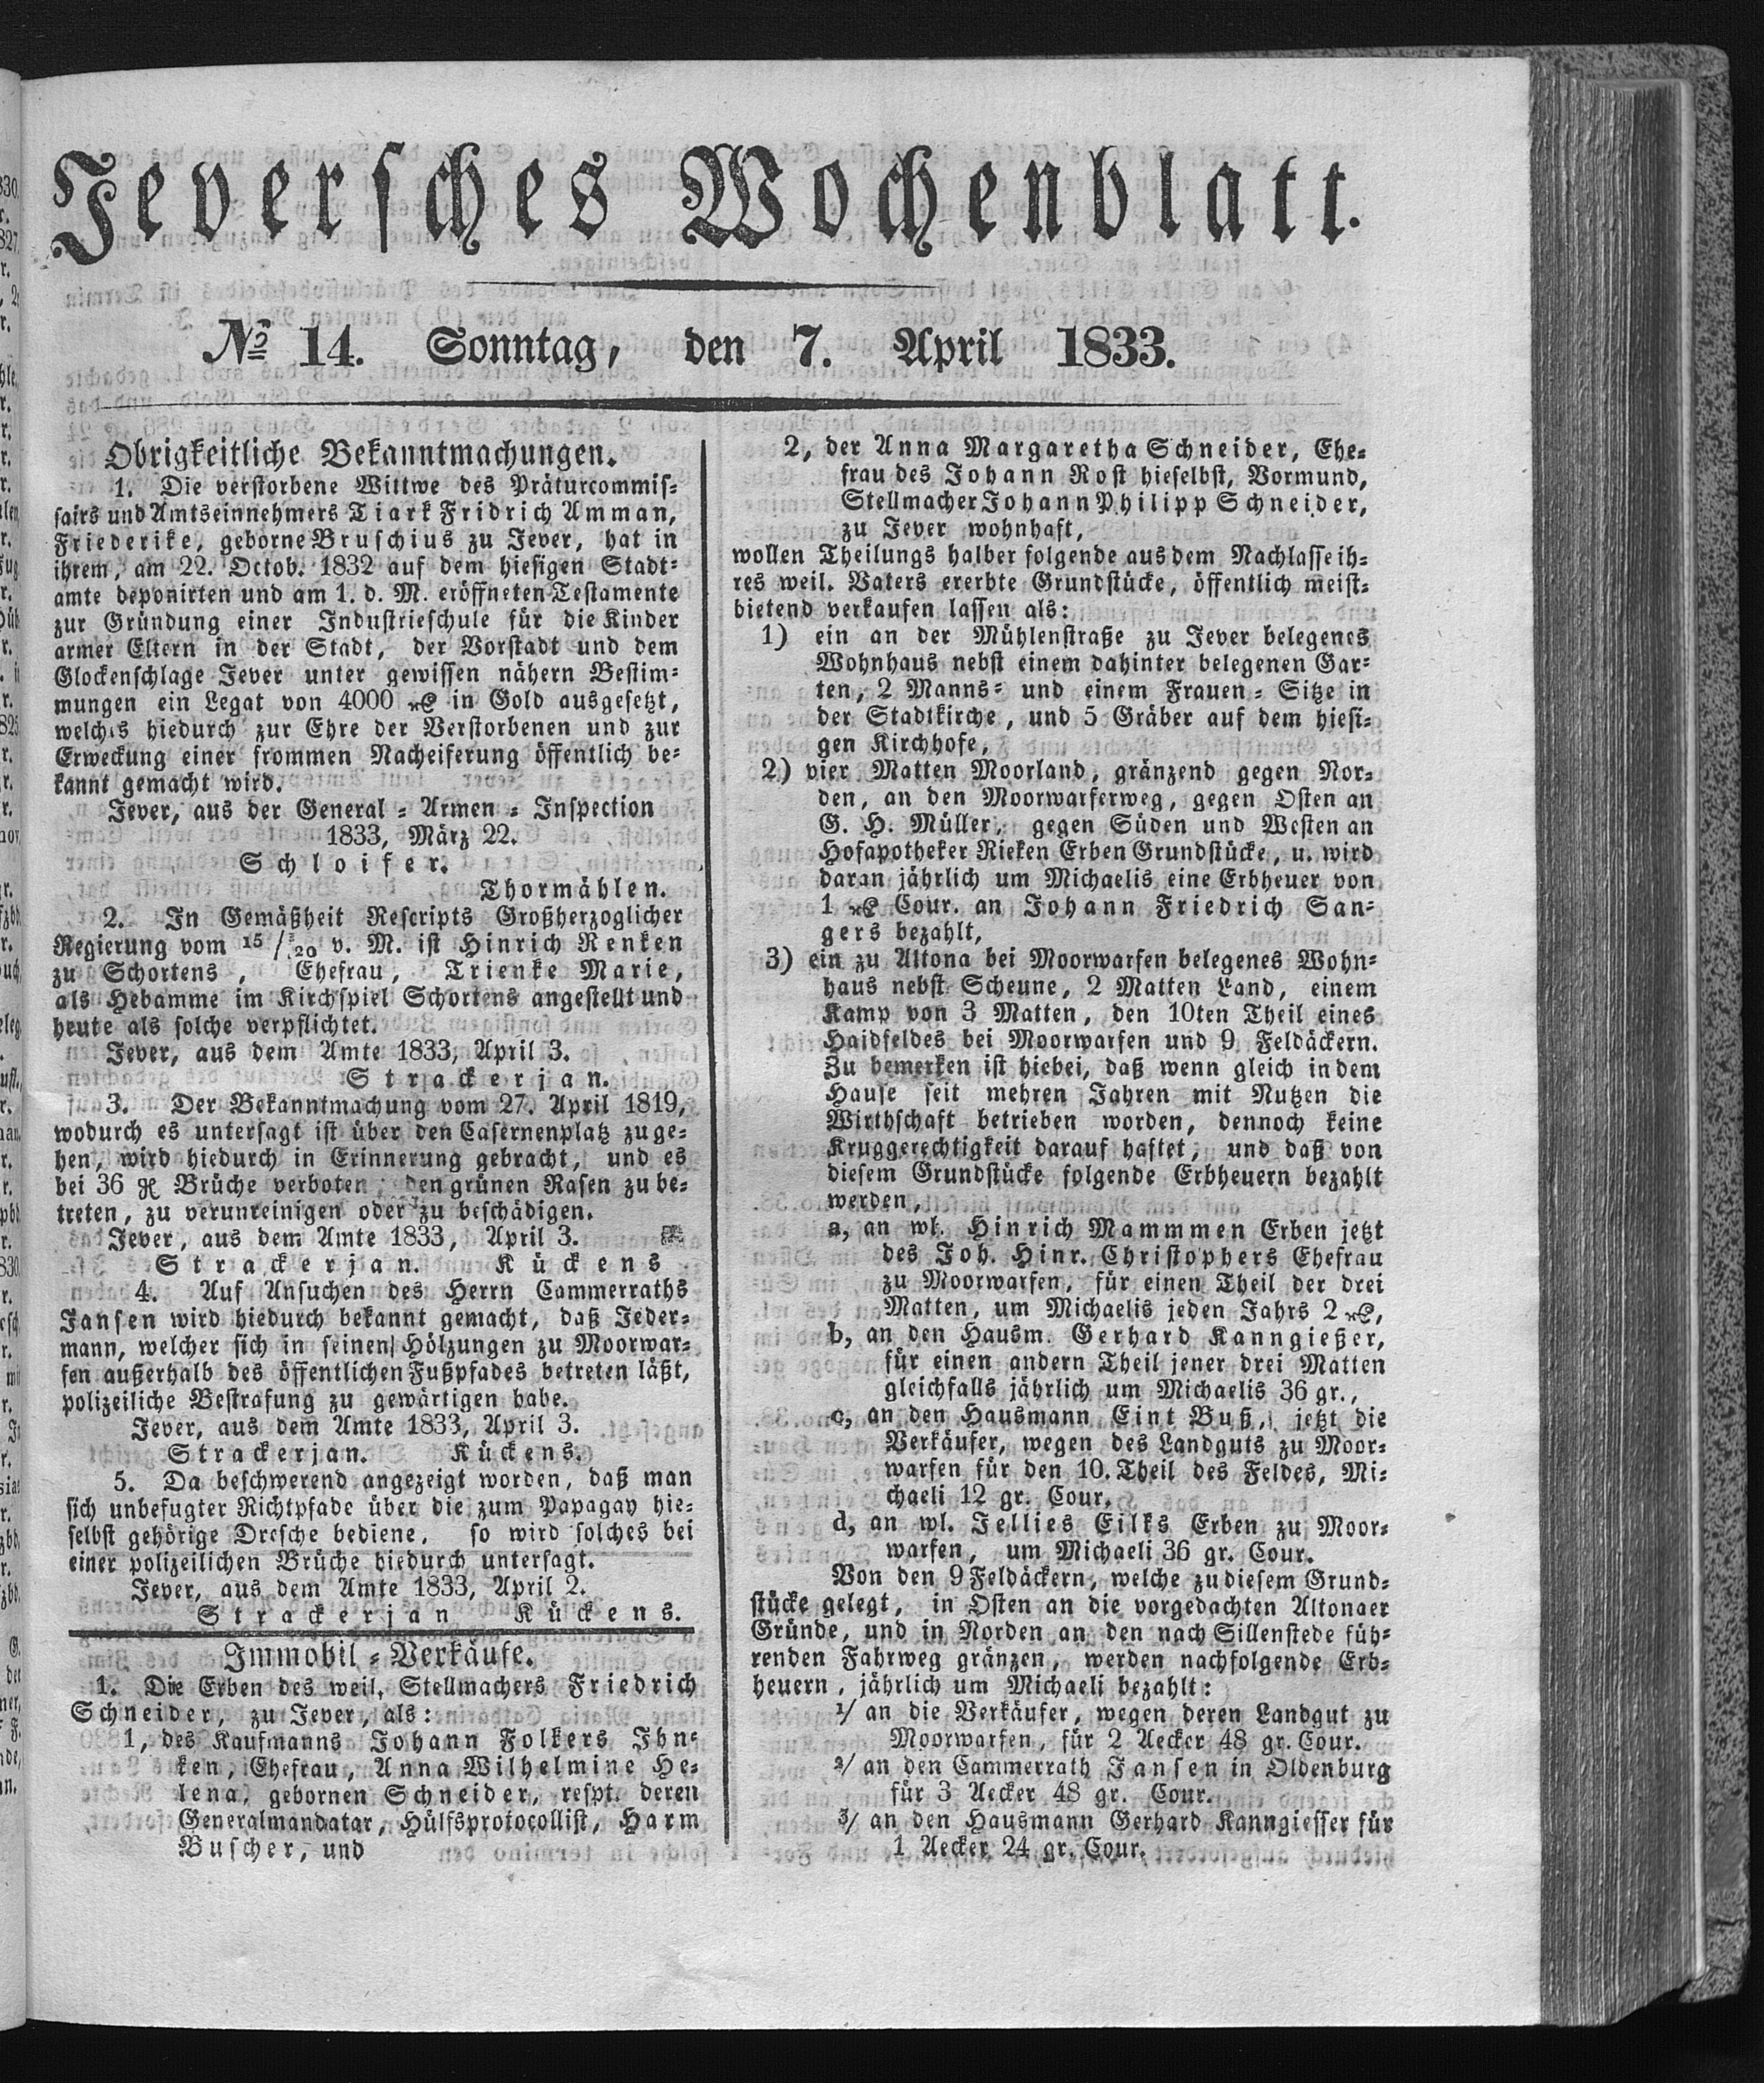 Jeversches Wochenblatt.
№ 14. Sonntag, den 7. April 1833.
Obrigkeitliche Bekanntmachungen.
1. Die verstorbene Wittwe des Präturcommis-
sairs und Amtseinnehmers Tiark Fridrich Amman,
Friederike, geborne Bruschius zu Jever, hat in
ihrem, am 22. Octob. 1832 auf dem hiesigen Stadt-
amte deponirten und am 1. d. M. eröffneten Testamente
zur Gründung einer Industrieschule für die Kinder
armer Eltern in der Stadt, der Vorstadt und dem
Glockenschlage Jever unter gewissen nähern Bestim-
mungen ein Legat von 4000 Rthlr in Gold ausgesetzt,
welches hiedurch zur Ehre der Verstorbenen und zur
Erweckung einer frommen Nacheiferung öffentlich be-
kannt gemacht wird.
Jever, aus der General-Armen-Inspection
1833, März 22.
Schloifer.
Thormählen.
2. In Gemäßheit Rescripts Großherzoglicher
Regierung vom 15/20 v. M. ist Hinrich Renken
zu Schortens, Ehefrau, Trienke Marie,
als Hebamme im Kirchspiel Schortens angestellt und
heute als solche verpflichtet.
Jever, aus dem Amte 1833, April 3.
Strackerjan.
3. Der Bekanntmachung vom 27. April 1819,
wodurch es untersagt ist über den Casernenplatz zu ge-
hen, wird hiedurch in Erinnerung gebracht, und es
bei 36 gr Brüche verboten, den grünen Rasen zu be-
treten, zu verunreinigen oder zu beschädigen.
Jever, aus dem Amte 1833, April 3.
Strackerjan. Kückens
4. Auf Ansuchen des Herrn Cammerraths
Jansen wird hiedurch bekannt gemacht, daß Jeder-
mann, welcher sich in seinen Hölzungen zu Moorwar-
fen außerhalb des öffentlichen Fußpfades betreten läßt,
polizeiliche Bestrafung zu gewärtigen habe.
Jever, aus dem Amte 1833, April 3.
Strackerjan. Kückens.
5. Da beschwerend angezeigt worden, daß man
sich unbefugter Richtpfade über die zum Papagay hie-
selbst gehörige Dresche bediene, so wird solches bei
einer polizeilichen Brüche hiedurch untersagt.
Jever, aus dem Amte 1833, April 2.
Strackerjan Kückens.
Immobil-Verkäufe.
1. Die Erben des weil. Stellmachers Friedrich
Schneider, zu Jever, als:
1, des Kaufmanns Johann Folkers Ihn-
ken, Ehefrau, Anna Wilhelmine He-
lena, gebornen Schneider, respt. deren
Generalmandatar, Hülfsprotocollist, Harm
Buscher, und
2, der Anna Margaretha Schneider, Ehe-
frau des Johann Rost hieselbst, Vormund,
Stellmacher Johann Philipp Schneider,
zu Jever wohnhaft,
wollen Theilungs halber folgende aus dem Nachlasse ih-
res weil. Vaters ererbte Grundstücke, öffentlich meist-
bietend verkaufen lassen als:
1) ein an der Mühlenstraße zu Jever belegenes
Wohnhaus nebst einem dahinter belegenen Gar-
ten, 2 Manns- und einem Frauen-Sitze in
der Stadtkirche, und 5 Gräber auf dem hiesi-
gen Kirchhofe,
2) vier Matten Moorland, gränzend gegen Nor-
den, an den Moorwarferweg, gegen Osten an
G. H. Müller, gegen Süden und Westen an
Hofapotheker Rieken Erben Grundstücke, u. wird
daran jährlich um Michaelis eine Erbheuer von
1 Rthlr Cour. an Johann Friedrich San-
gers bezahlt,
3) ein zu Altona bei Moorwarfen belegenes Wohn-
haus nebst Scheune, 2 Matten Land, einem
Kamp von 3 Matten, den 10ten Theil eines
Haidfeldes bei Moorwarfen und 9 Feldäckern.
Zu bemerken ist hiebei, daß wenn gleich in dem
Hause seit mehren Jahren mit Nutzen die
Wirthschaft betrieben worden, dennoch keine
Kruggerechtigkeit darauf haftet, und daß von
diesem Grundstücke folgende Erbheuern bezahlt
werden,
a, an wl. Hinrich Mammmen Erben jetzt
des Joh. Hinr. Christophers Ehefrau
zu Moorwarfen, für einen Theil der drei
Matten, um Michaelis jeden Jahrs 2 Rthlr,
b, an den Hausm. Gerhard Kanngießer,
für einen andern Theil jener drei Matten
gleichfalls jährlich um Michaelis 36 gr.,
c, an den Hausmann Eint Buß, jetzt die
Verkäufer, wegen des Landguts zu Moor-
warfen für den 10. Theil des Feldes, Mi-
chaeli 12 gr. Cour.
d, an wl. Jellies Eilks Erben zu Moor-
warfen, um Michaeli 36 gr. Cour.
Von den 9 Feldäckern, welche zu diesem Grund-
stücke gelegt, in Osten an die vorgedachten Altonaer
Gründe, und in Norden an den nach Sillenstede füh-
renden Fahrweg gränzen, werden nachfolgende Erb-
heuern, jährlich um Michaeli bezahlt:
1/ an die Verkäufer, wegen deren Landgut zu
Moorwarfen, für 2 Aecker 48 gr. Cour.
2/ an den Cammerrath Jansen in Oldenburg
für 3 Aecker 48 gr. Cour.
3/ an den Hausmann Gerhard Kanngiesser für
1 Aecker 24 gr. Cour.